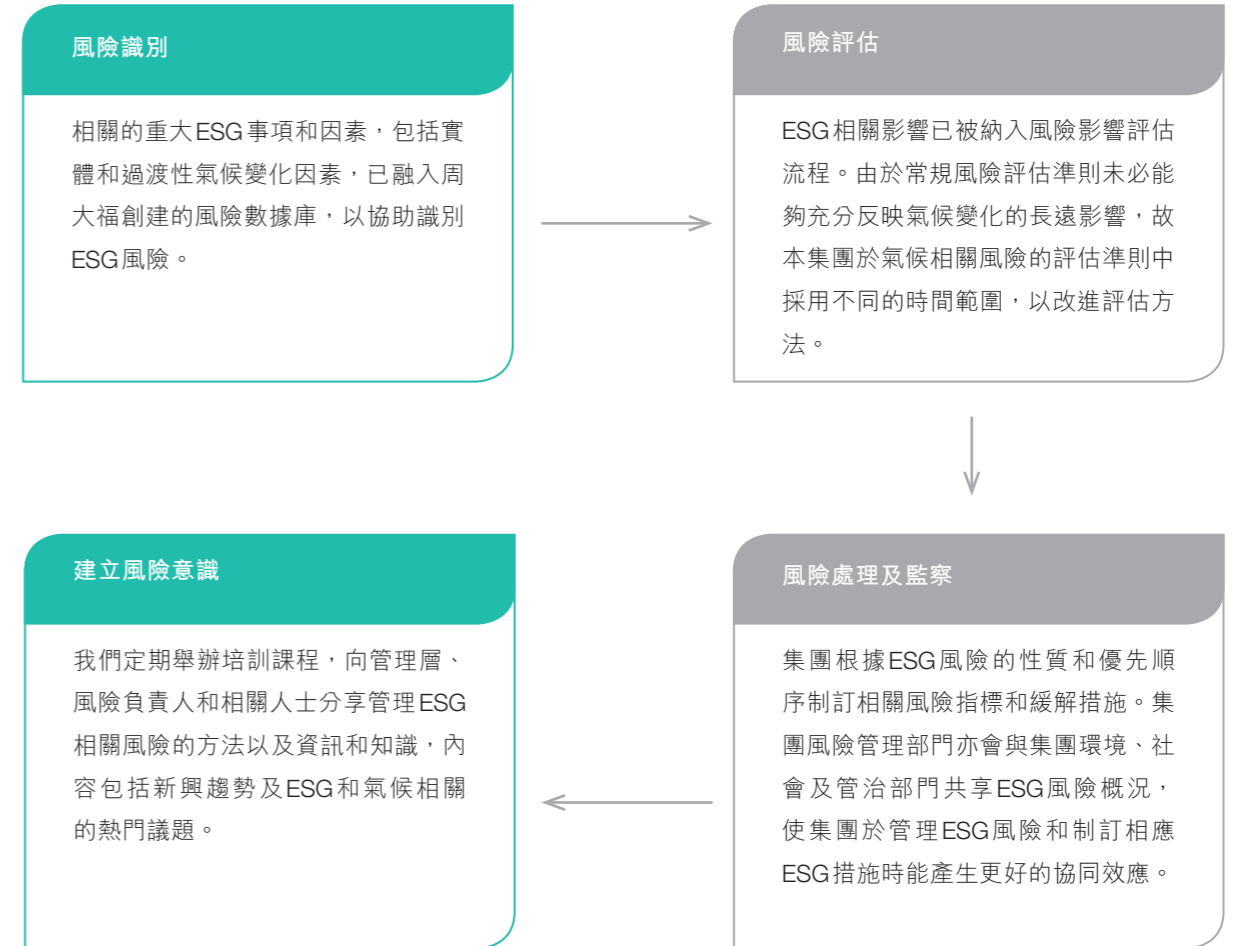 風險識別
相關的重大ESG事項和因素，包括實
體和過渡性氣候變化因素，已融入周
大福創建的風險數據庫，以協助識別
ESG風險。
風險評估
ESG相關影響已被納入風險影響評估
流程。由於常規風險評估準則未必能
夠充分反映氣候變化的長遠影響，故
本集團於氣候相關風險的評估準則中
採用不同的時間範圍，以改進評估方
法。
風險處理及監察
集團根據ESG風險的性質和優先順
序制訂相關風險指標和緩解措施。集
團風險管理部門亦會與集團環境、社
會及管治部門共享ESG風險概況，
使集團於管理ESG風險和制訂相應
ESG措施時能產生更好的協同效應。
建立風險意識
我們定期舉辦培訓課程，向管理層、
風險負責人和相關人士分享管理ESG
相關風險的方法以及資訊和知識，內
容包括新興趨勢及ESG和氣候相關
的熱門議題。